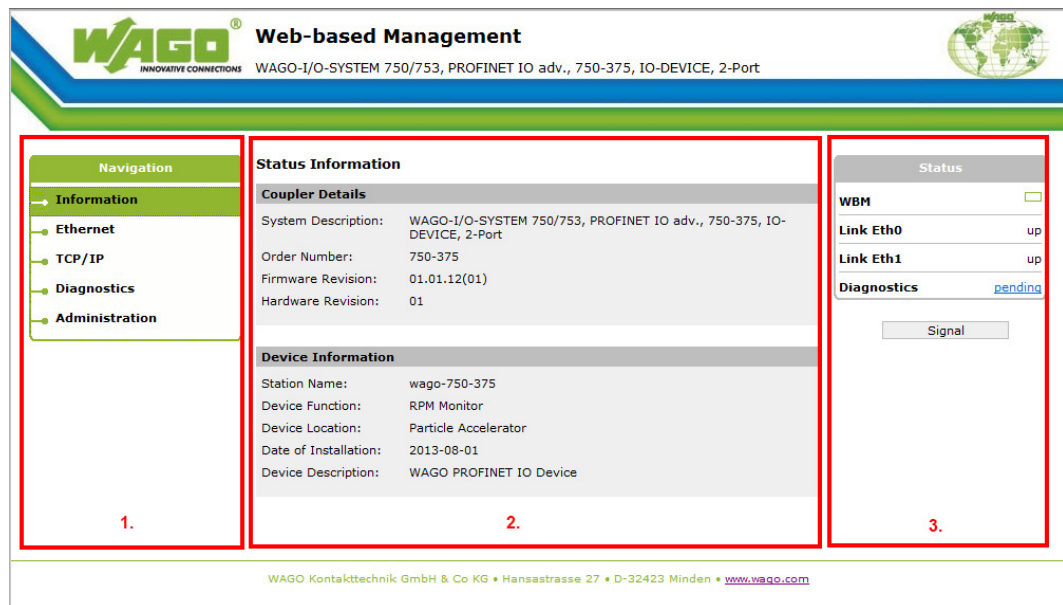 WAGO®
INNOVATIVE CONNECTIONS
Web-based Management
WAGO-I/O-SYSTEM 750/753, PROFINET IO adv., 750-375, IO-DEVICE, 2-Port
WAGO
Navigation
Information
Ethernet
TCP/IP
Diagnostics
Administration
1.
Status Information
Coupler Details
System Description: WAGO-I/O-SYSTEM 750/753, PROFINET IO adv., 750-375, IO-
DEVICE, 2-Port
Order Number: 750-375
Firmware Revision: 01.01.12(01)
Hardware Revision: 01
Device Information
Station Name: wago-750-375
Device Function: RPM Monitor
Device Location: Particle Accelerator
Date of Installation: 2013-08-01
Device Description: WAGO PROFINET IO Device
2.
Status
WBM
Link Eth0 up
Link Eth1 up
Diagnostics pending
Signal
3.
WAGO Kontakttechnik GmbH & Co KG • Hansastrasse 27 • D-32423 Minden • www.wago.com